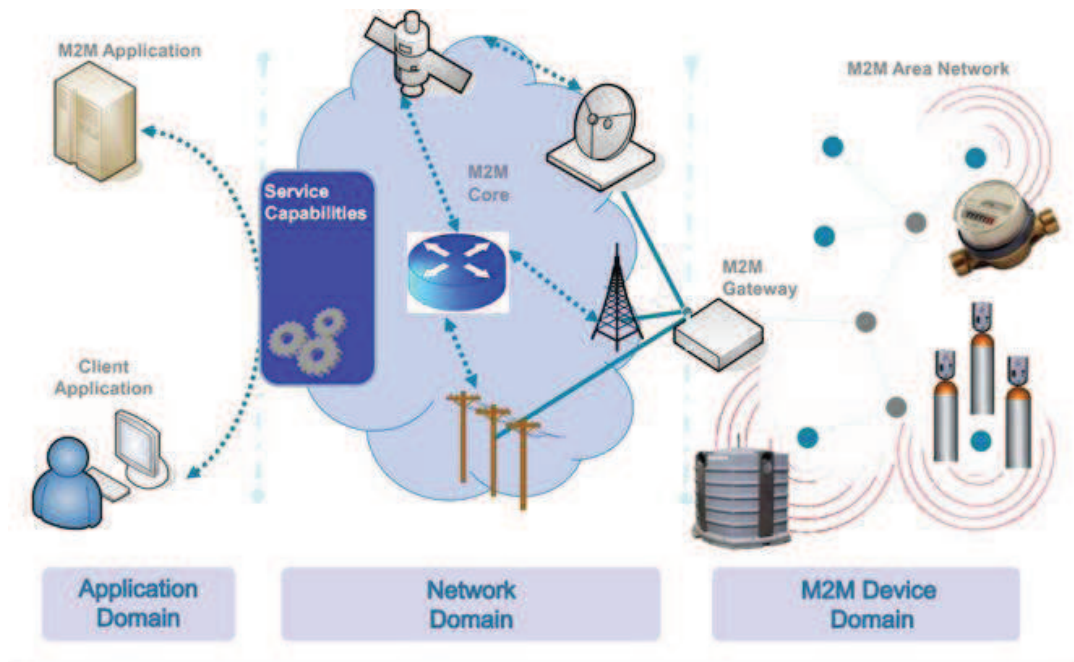 M2M Application
M2M Area Network
M2M
Core
Service
Capabilities
M2M
Gateway
Client
Application
Application
Domain
Network
Domain
M2M Device
Domain